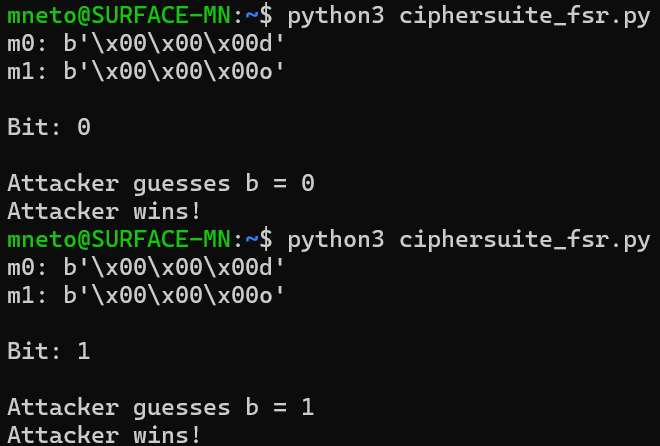 mneto@SURFACE-MN:~$ python3 ciphersuite_fsr.py
m0: b'\x00\x00\x00d'
m1: b'\x00\x00\x00o'
Bit: 0
Attacker guesses b = 0
Attacker wins!
mneto@SURFACE-MN:~$ python3 ciphersuite_fsr.py
m0: b'\x00\x00\x00d'
m1: b'\x00\x00\x00o'
Bit: 1
Attacker guesses b = 1
Attacker wins!